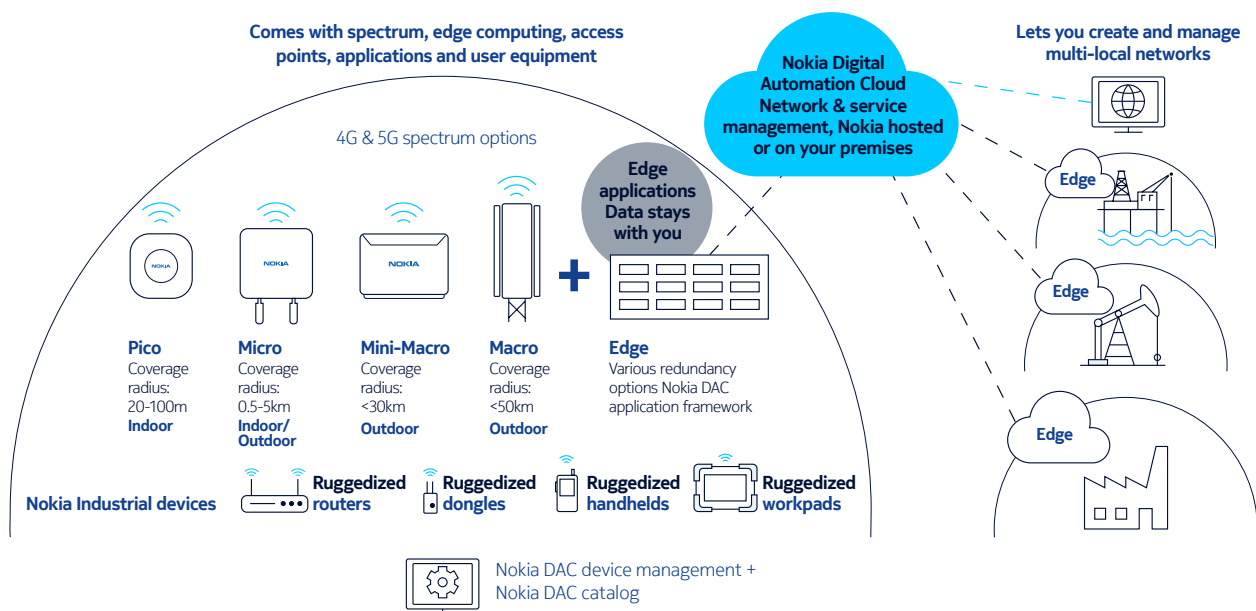 Comes with spectrum, edge computing, access
points, applications and user equipment
4G & 5G spectrum options
NOKIA
NOKIA
NOKIA
Edge
applications
Data stays
with you
Pico
Coverage
radius:
20-100m
Indoor
Micro
Coverage
radius:
0.5-5km
Indoor/
Outdoor
Mini-Macro
Coverage
radius:
<30km
Outdoor
Macro
Coverage
radius:
<50km
Outdoor
Edge
Various redundancy
options Nokia DAC
application framework
Nokia Industrial devices
Ruggedized
routers
Ruggedized
dongles
Ruggedized
handhelds
Ruggedized
workpads
Nokia DAC device management +
Nokia DAC catalog
Nokia Digital
Automation Cloud
Network & service
management, Nokia hosted
or on your premises
Lets you create and manage
multi-local networks
Edge
Edge
Edge